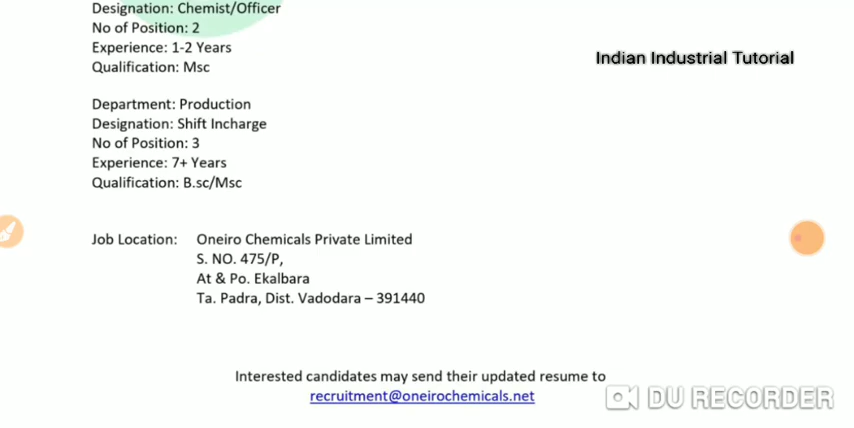 Designation: Chemist/Officer
No of Position: 2
Experience: 1-2 Years
Qualification: Msc
Indian Industrial Tutorial
Department: Production
Designation: Shift Incharge
No of Position: 3
Experience: 7+ Years
Qualification: B.sc/Msc
Job Location: Oneiro Chemicals Private Limited
S. NO. 475/P,
At & Po. Ekalbara
Ta. Padra, Dist. Vadodara – 391440
Interested candidates may send their updated resume to
recruitment@oneirochemicals.net
DU RECORDER